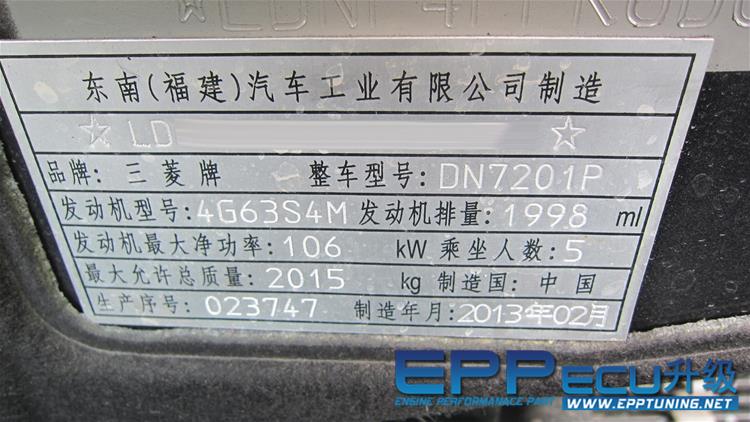 东南(福建)汽车工业有限公司制造
☆ LD ☆
品牌: 三菱牌 整车型号: DN7201P
发动机型号: 4G63S4M 发动机排量: 1998 ml
发动机最大净功率: 106 kW 乘坐人数: 5
最大允许总质量: 2015 kg 制造国: 中国
生产序号: 023747 制造年月: 2013年02月
EPPECU升级
ENGINE PERFORMANACE PART
WWW.EPPTUNING.NET